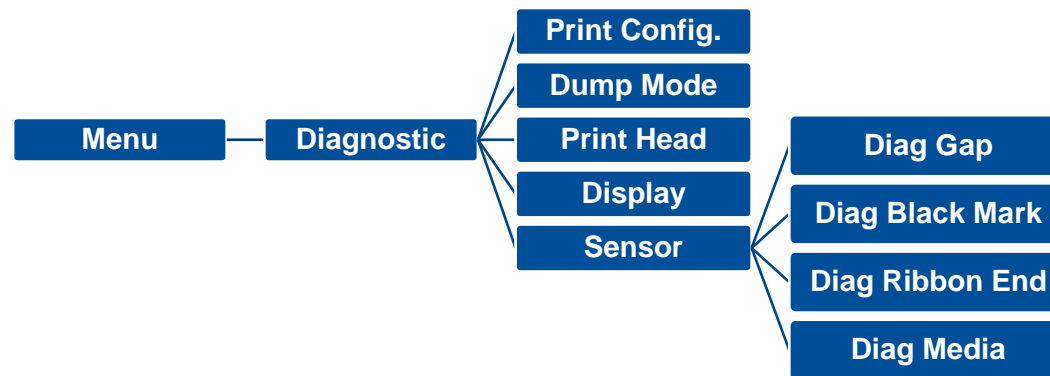 Menu
Diagnostic
Print Config.
Dump Mode
Print Head
Display
Sensor
Diag Gap
Diag Black Mark
Diag Ribbon End
Diag Media